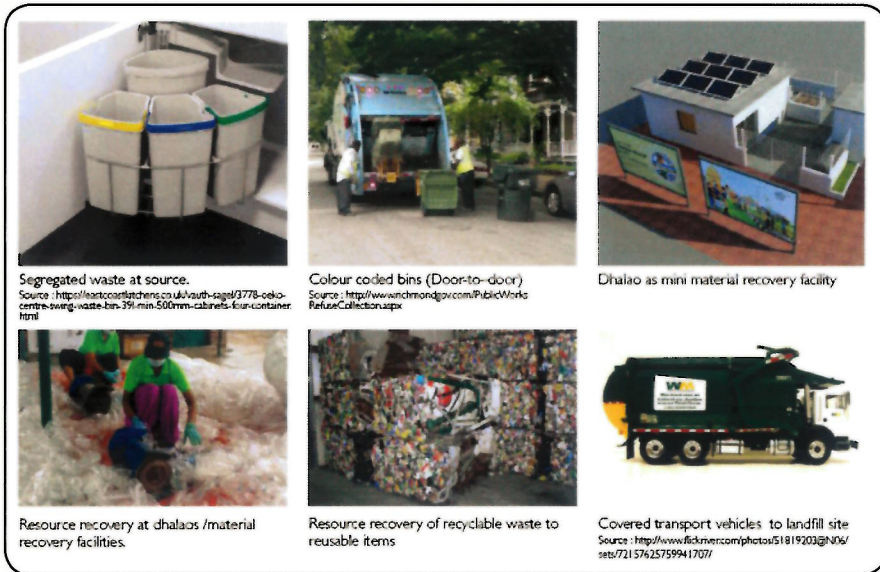 Segregated waste at source.
Source : https://eastcoastkitchens.co.uk/vauth-sagel/3778-oeko-
centre-swing-waste-bin-39l-min-500mm-cabinets-four-container.
html
Colour coded bins (Door-to-door)
Source : http://www.richmondgov.com/PublicWorks
RefuseCollection.aspx
Dhalao as mini material recovery facility
Resource recovery at dhalaos /material
recovery facilities.
Resource recovery of recyclable waste to
reusable items
WM
Covered transport vehicles to landfill site
Source : http://www.flickriver.com/photos/51819203@N06/
sets/72157625759941707/